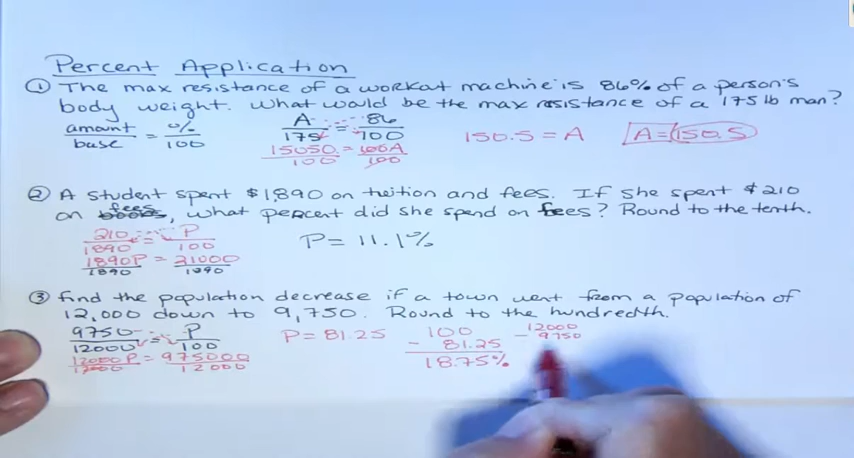 Percent Application
① The max resistance of a workout machine is 86% of a person's
body weight. What would be the max resistance of a 175 lb man?
amount/base = %/100   A/175 = 86/100   150.5 = A   A = 150.5
15050/100 = 100A/100
② A student spent $1,890 on tuition and fees. If she spent $210
on fees, what percent did she spend on fees? Round to the tenth.
210/1890 = P/100   P = 11.1%
1890P/1890 = 21000/1890
③ Find the population decrease if a town went from a population of
12,000 down to 9,750. Round to the hundredth.
9750/12000 = P/100   P = 81.25   100 - 81.25   12000 - 9750
12000P/12000 = 975000/12000   18.75%